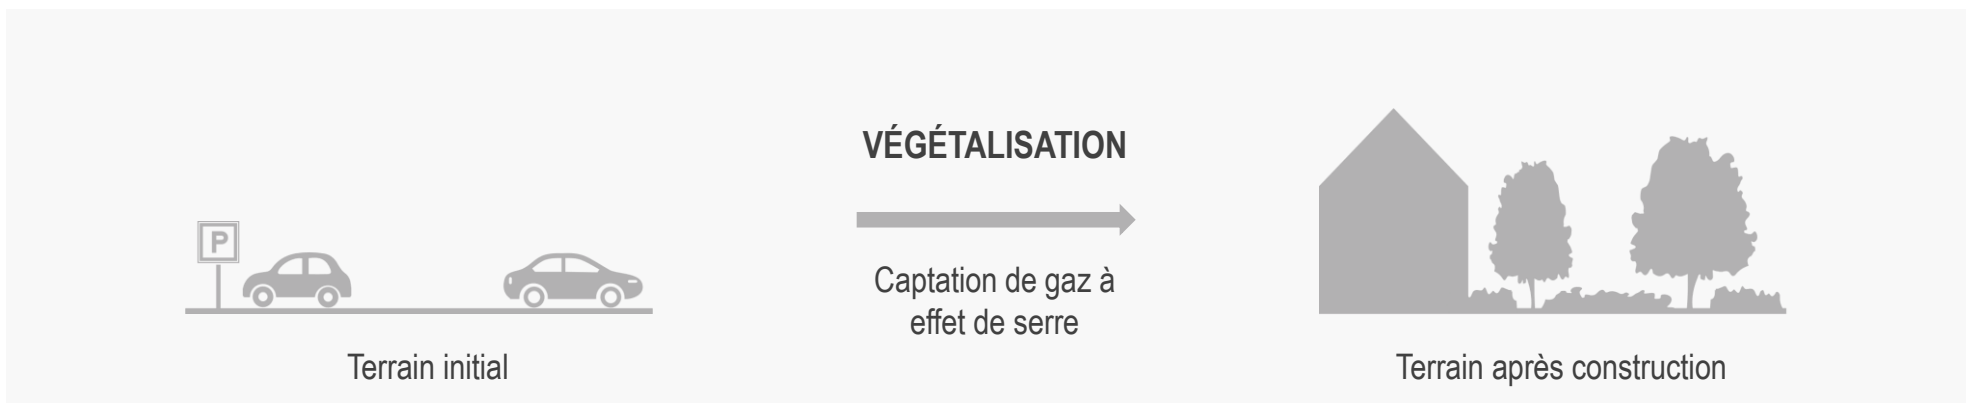 VÉGÉTALISATION
P
Captation de gaz à
effet de serre
Terrain initial
Terrain après construction